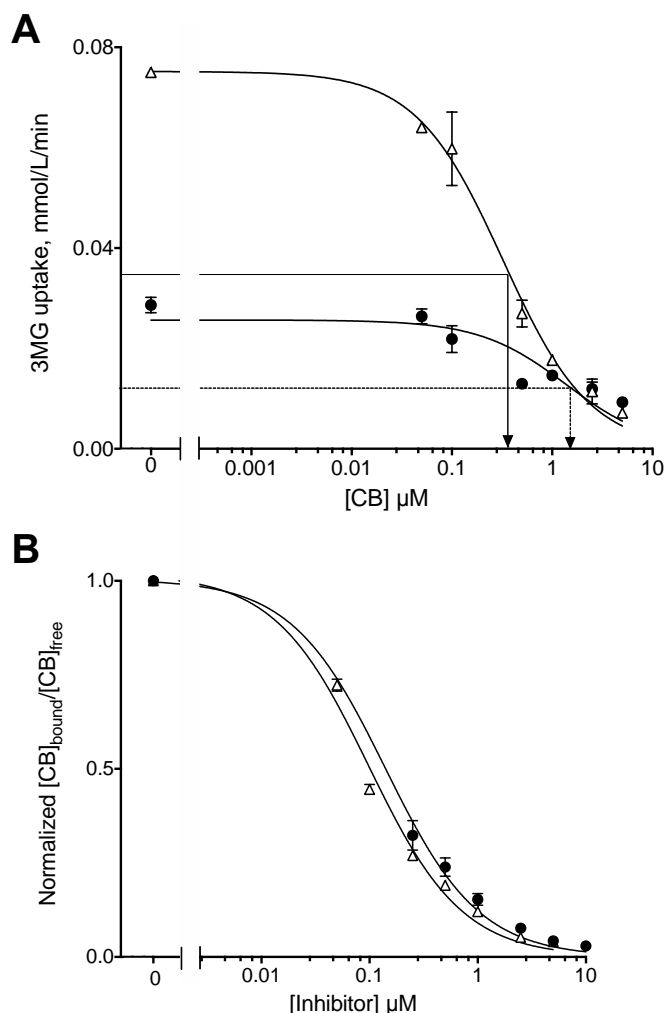 A
3MG uptake, mmol/L/min
0.08
0.04
0.00
0 0.001 0.01 0.1 1 10
[CB] µM
B
Normalized [CB]bound/[CB]free
1.0
0.5
0.0
0 0.01 0.1 1 10
[Inhibitor] µM